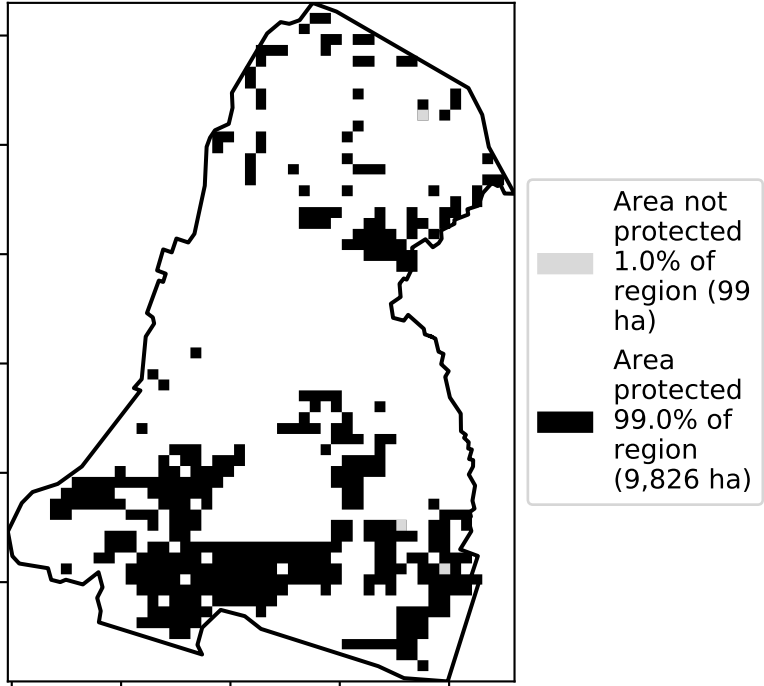 Area not
protected
1.0% of
region (99
ha)
Area
protected
99.0% of
region
(9,826 ha)